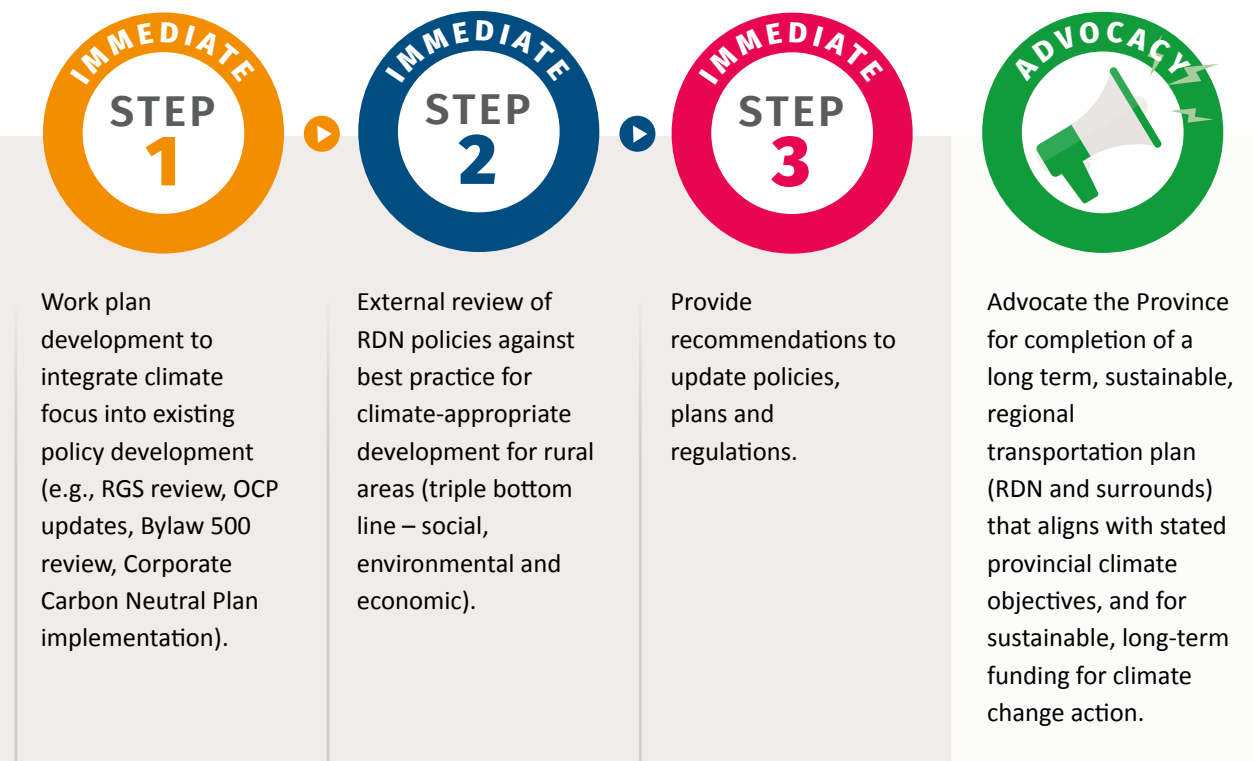 IMMEDIATE
STEP
1
Work plan
development to
integrate climate
focus into existing
policy development
(e.g., RGS review, OCP
updates, Bylaw 500
review, Corporate
Carbon Neutral Plan
implementation).
IMMEDIATE
STEP
2
External review of
RDN policies against
best practice for
climate-appropriate
development for rural
areas (triple bottom
line – social,
environmental and
economic).
IMMEDIATE
STEP
3
Provide
recommendations to
update policies,
plans and
regulations.
ADVOCACY
Advocate the Province
for completion of a
long term, sustainable,
regional
transportation plan
(RDN and surrounds)
that aligns with stated
provincial climate
objectives, and for
sustainable, long-term
funding for climate
change action.